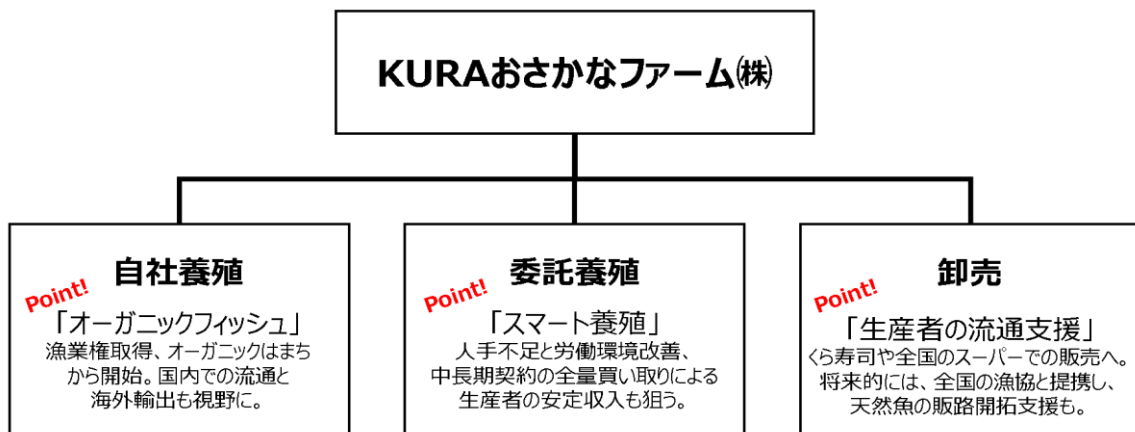 KURAおさかなファーム㈱
自社養殖
Point!
「オーガニックフィッシュ」
漁業権取得、オーガニックはまち
から開始。国内での流通と
海外輸出も視野に。
委託養殖
Point!
「スマート養殖」
人手不足と労働環境改善、
中長期契約の全量買い取りによる
生産者の安定収入も狙う。
卸売
Point!
「生産者の流通支援」
くら寿司や全国のスーパーでの販売へ。
将来的には、全国の漁協と提携し、
天然魚の販路開拓支援も。